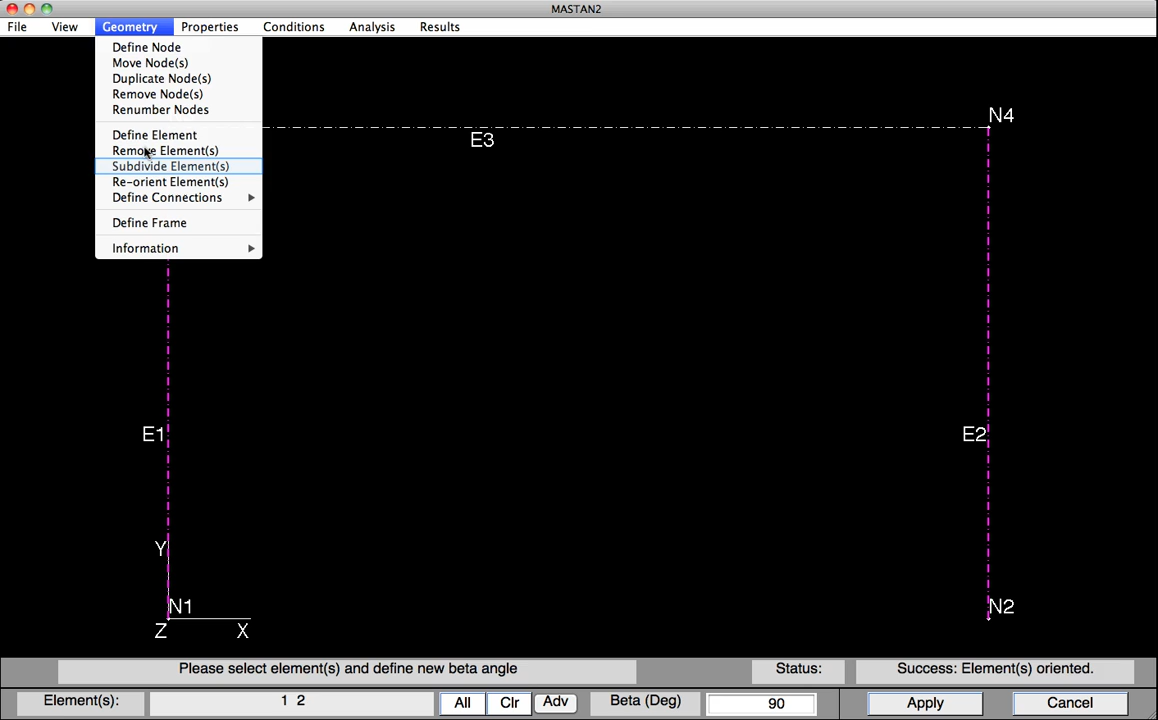 MASTAN2
File View Geometry Properties Conditions Analysis Results
Define Node
Move Node(s)
Duplicate Node(s)
Remove Node(s)
Renumber Nodes
Define Element
Remove Element(s)
Subdivide Element(s)
Re-orient Element(s)
Define Connections
Define Frame
Information
N4
E3
E1
E2
Y
N1
N2
Z
X
Please select element(s) and define new beta angle
Status:
Success: Element(s) oriented.
Element(s):
1 2
All
Clr
Adv
Beta (Deg)
90
Apply
Cancel